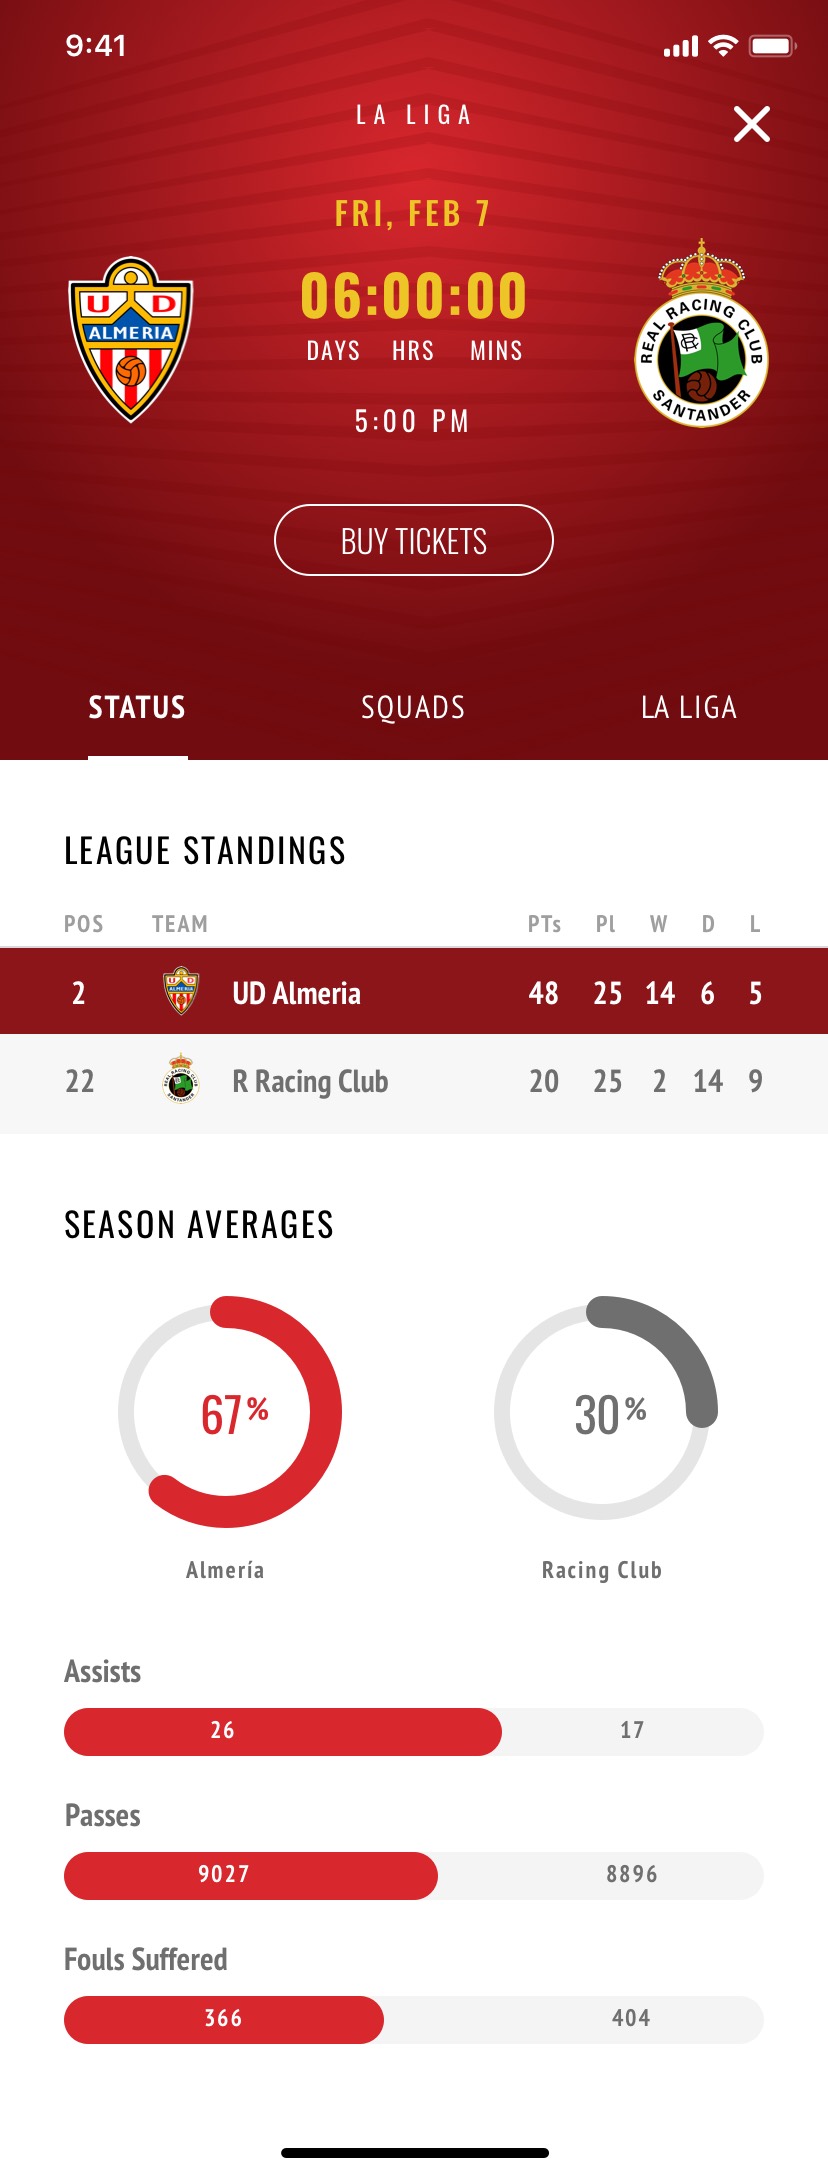 9:41
LA LIGA
FRI, FEB 7
06:00:00
DAYS HRS MINS
5:00 PM
UD
ALMERIA
REAL RACING CLUB
SANTANDER
BUY TICKETS
STATUS SQUADS LA LIGA
LEAGUE STANDINGS
POS TEAM PTs Pl W D L
2 UD Almeria 48 25 14 6 5
22 R Racing Club 20 25 2 14 9
SEASON AVERAGES
67% 30%
Almería Racing Club
Assists
26 17
Passes
9027 8896
Fouls Suffered
366 404